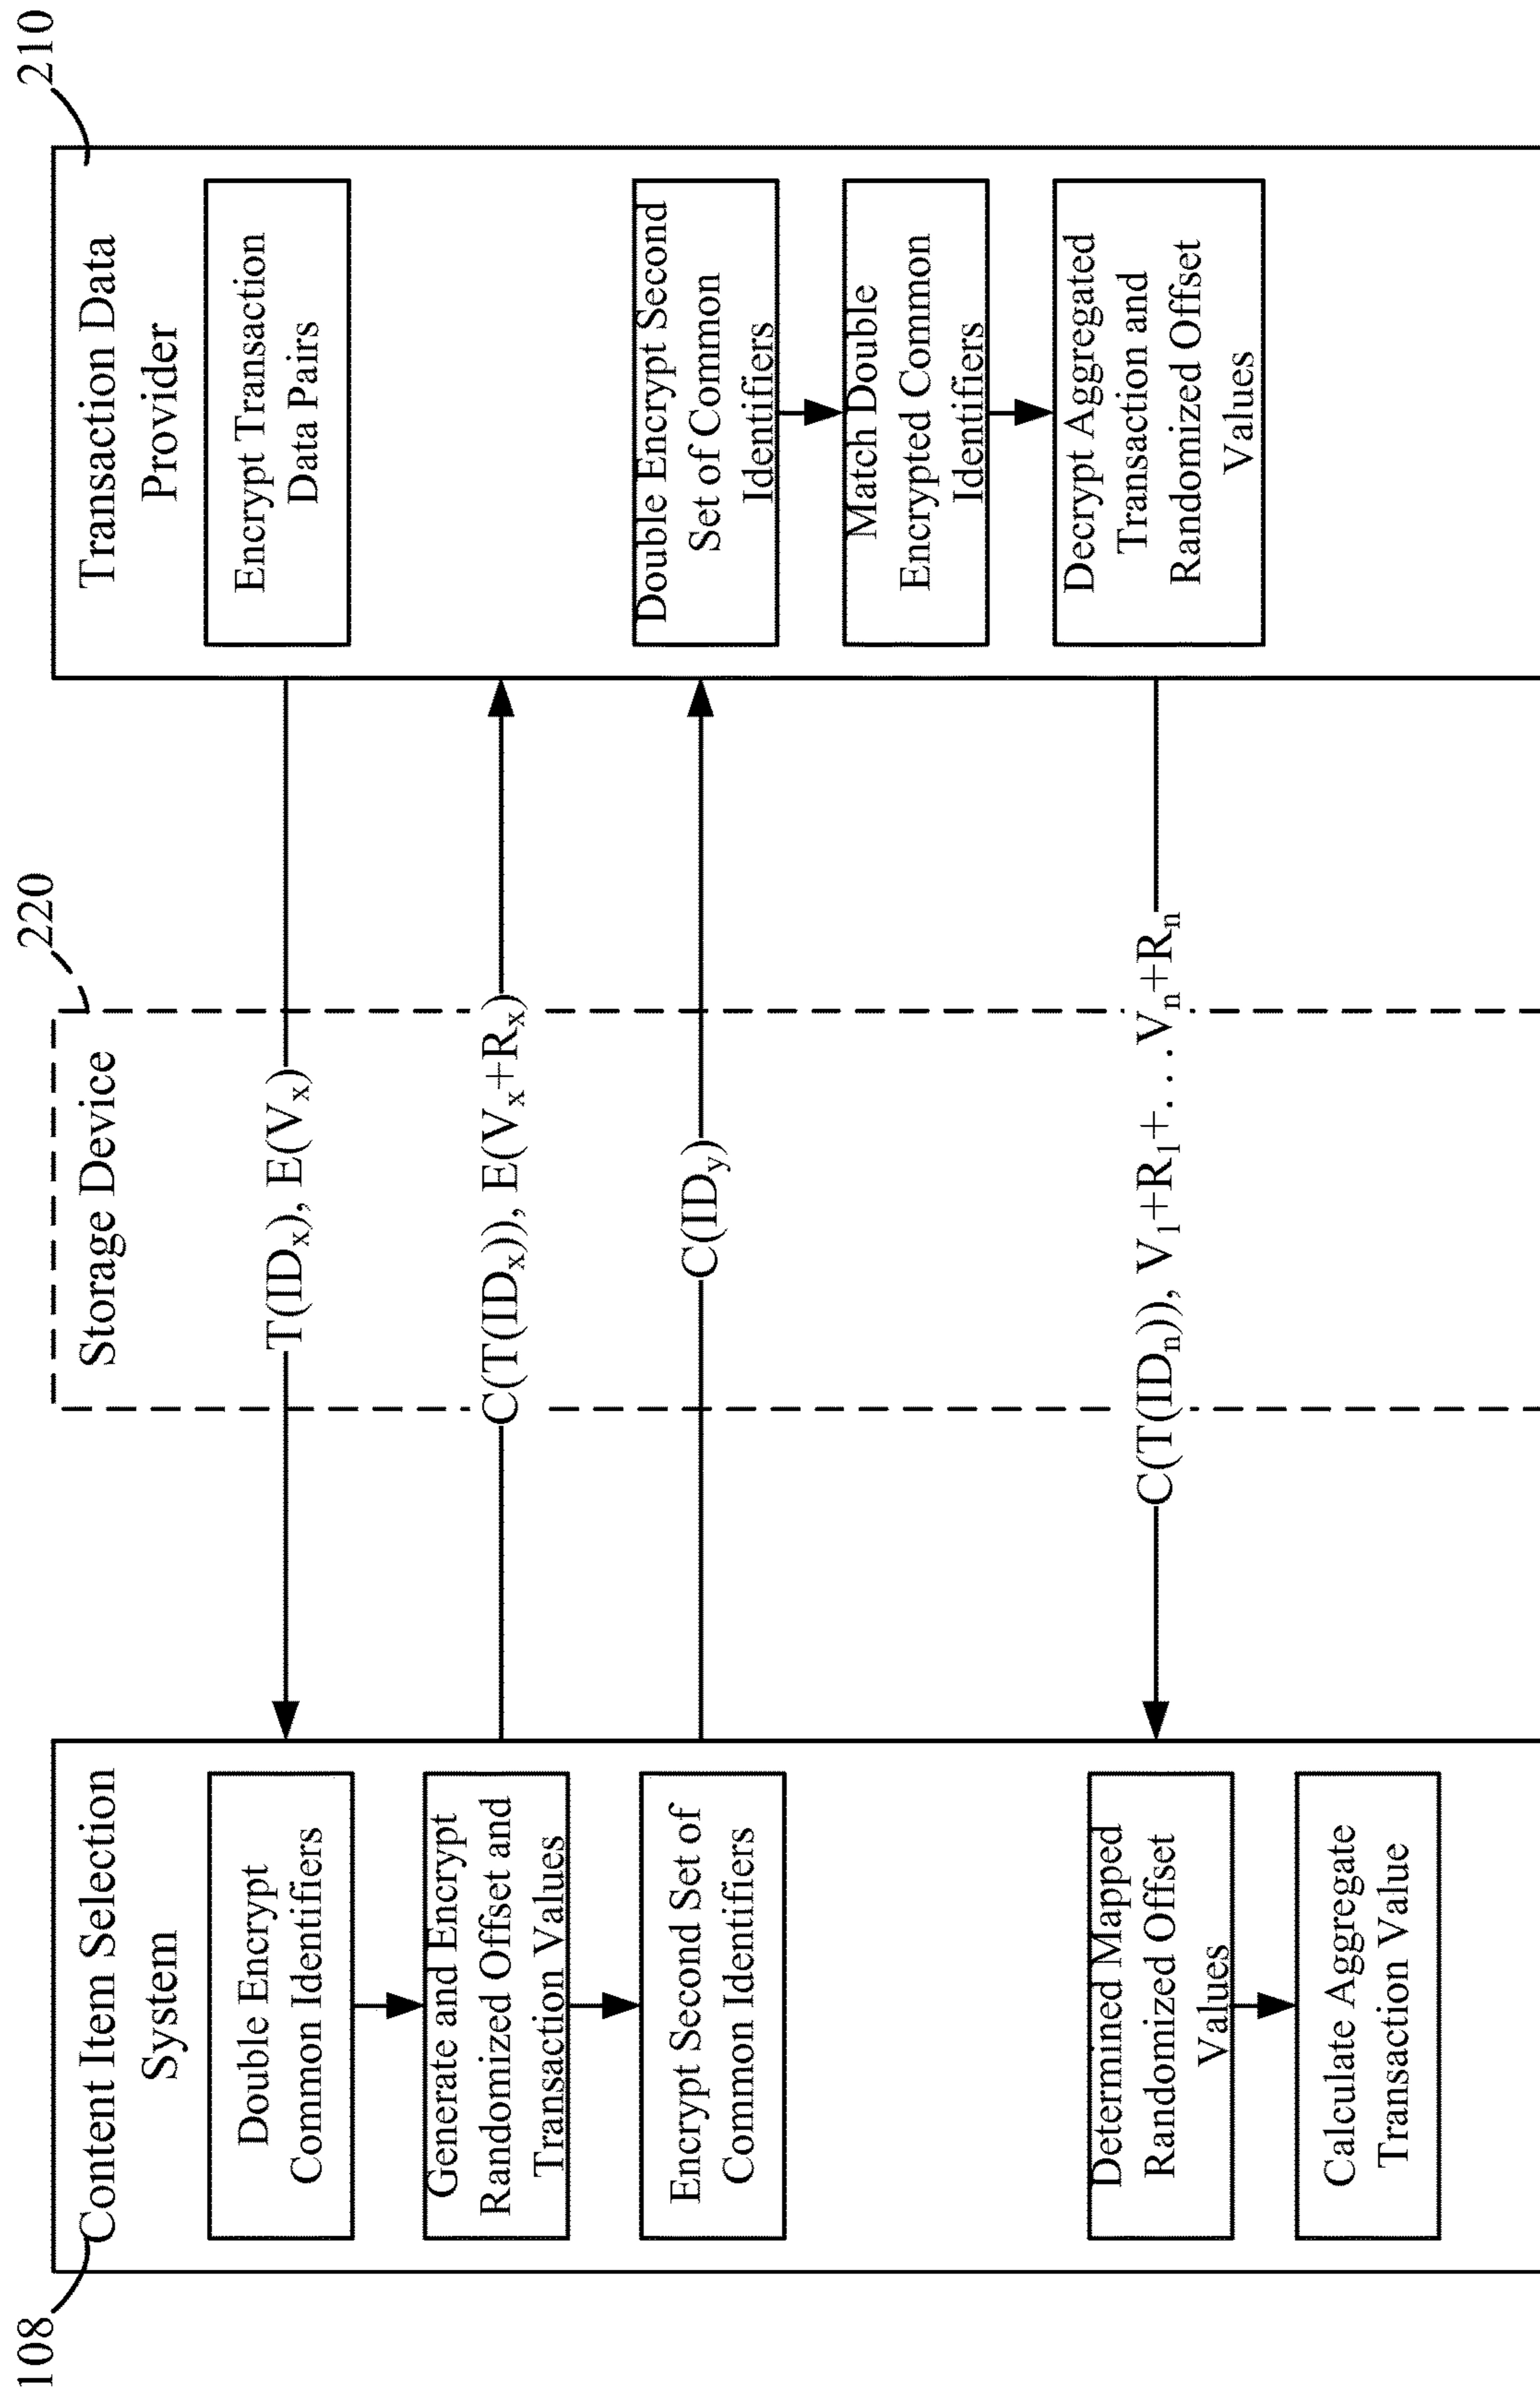 108
Content Item Selection
System
Double Encrypt
Common Identifiers
Generate and Encrypt
Randomized Offset and
Transaction Values
Encrypt Second Set of
Common Identifiers
Determined Mapped
Randomized Offset
Values
Calculate Aggregate
Transaction Value
220
Storage Device
T(IDx), E(Vx)
C(T(IDx)), E(Vx+Rx)
C(IDy)
C(T(IDn)), V1+R1+. . . Vn+Rn
210
Transaction Data
Provider
Encrypt Transaction
Data Pairs
Double Encrypt Second
Set of Common
Identifiers
Match Double
Encrypted Common
Identifiers
Decrypt Aggregated
Transaction and
Randomized Offset
Values